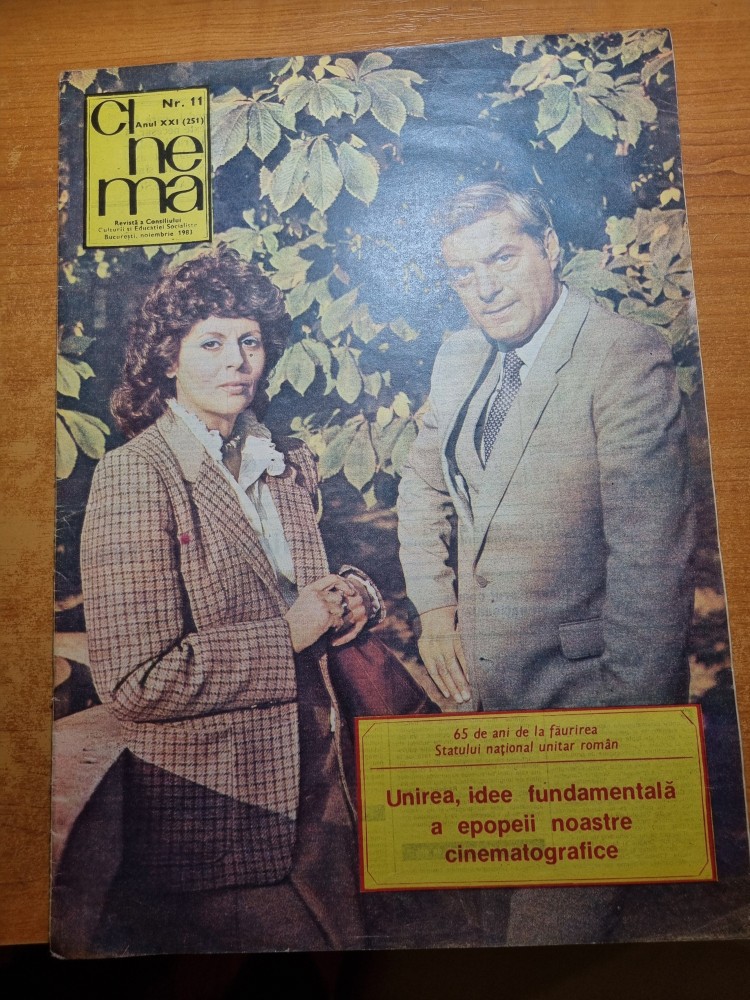 Nr. 11
Anul XXI (251)
ci
ne
ma
Revistă a Consiliului
Culturii și Educației Socialiste
București, noiembrie 1983
65 de ani de la făurirea
Statului național unitar român
Unirea, idee fundamentală
a epopeii noastre
cinematografice